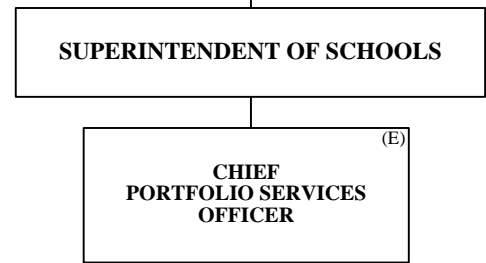 SUPERINTENDENT OF SCHOOLS
(E)
CHIEF
PORTFOLIO SERVICES
OFFICER